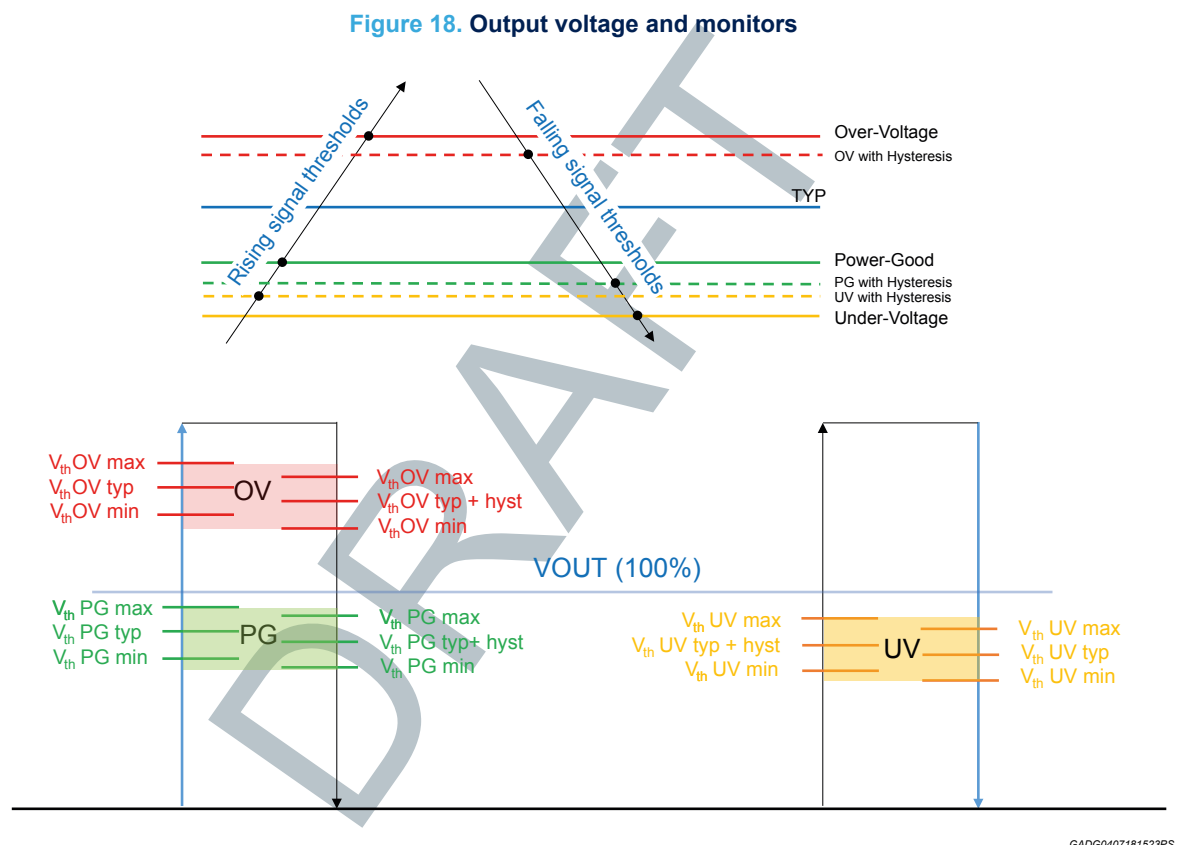 Figure 18. Output voltage and monitors
Rising signal thresholds
Falling signal thresholds
Over-Voltage
OV with Hysteresis
TYP
Power-Good
PG with Hysteresis
UV with Hysteresis
Under-Voltage
VthOV max
VthOV typ
VthOV min
OV
VthOV max
VthOV typ + hyst
VthOV min
VOUT (100%)
Vth PG max
Vth PG typ
Vth PG min
PG
Vth PG max
Vth PG typ+ hyst
Vth PG min
Vth UV max
Vth UV typ + hyst
Vth UV min
UV
Vth UV max
Vth UV typ
Vth UV min
DRAFT
GADG0407181523PS